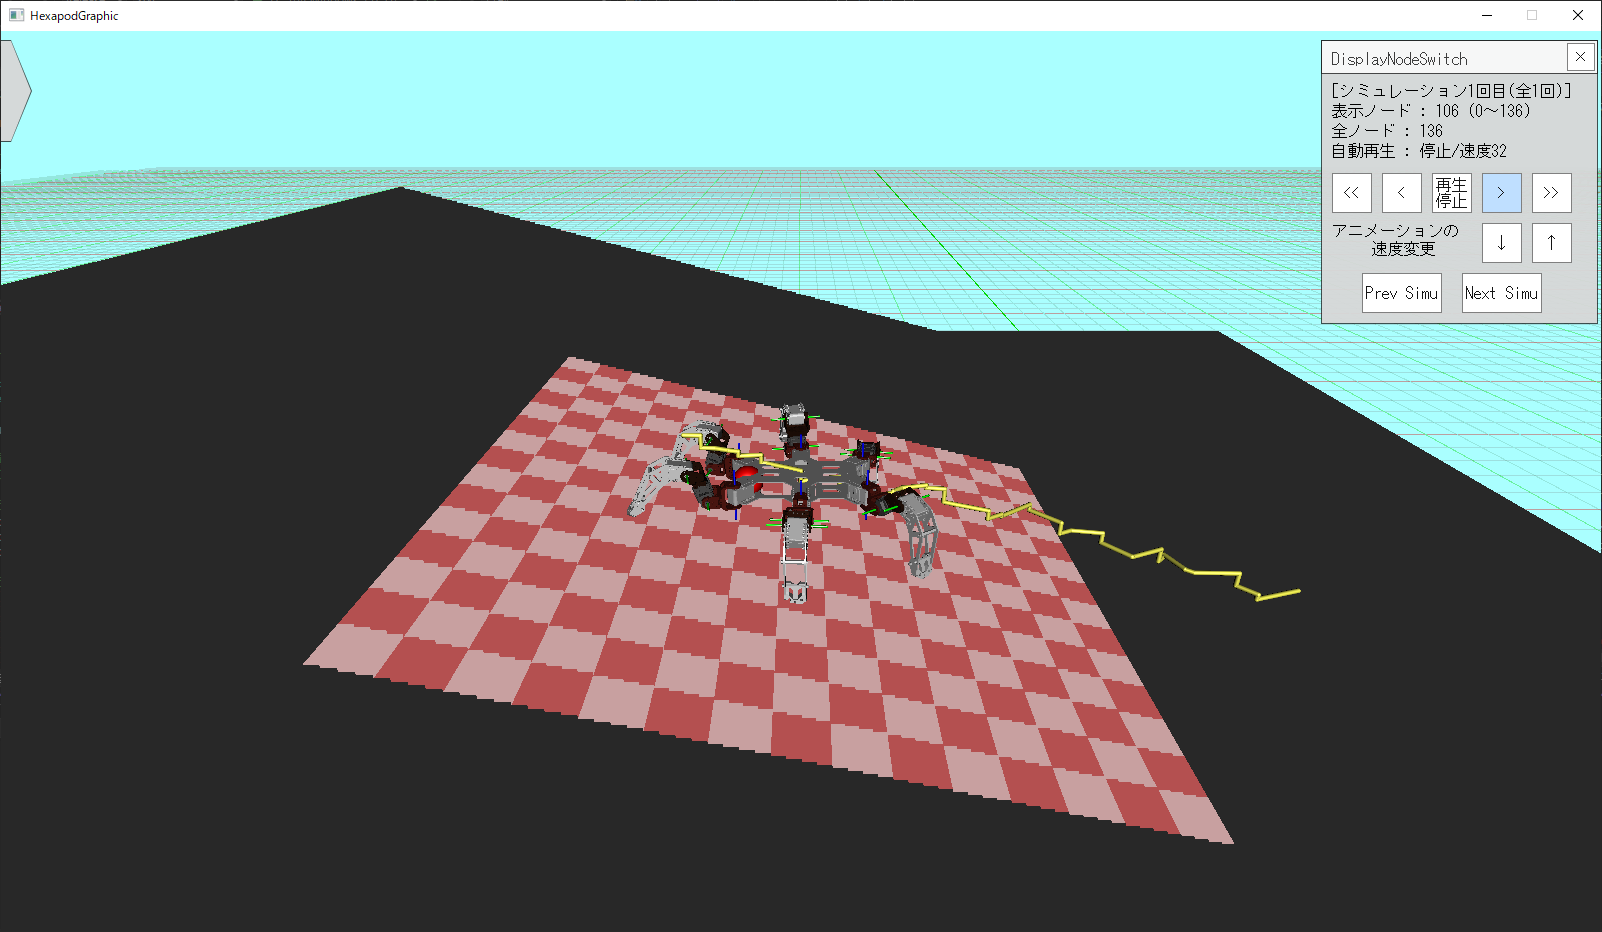 HexapodGraphic
DisplayNodeSwitch
[シミュレーション1回目(全1回)]
表示ノード : 106 (0～136)
全ノード : 136
自動再生 : 停止/速度32
<<
<
再生
停止
>
>>
アニメーションの
速度変更
↓
↑
Prev Simu
Next Simu